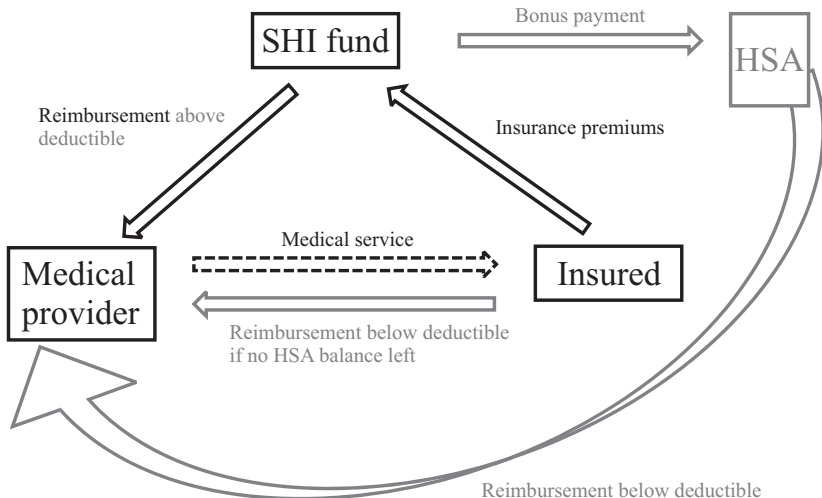 Bonus payment
SHI fund
HSA
Reimbursement above
deductible
Insurance premiums
Medical service
Medical
provider
Insured
Reimbursement below deductible
if no HSA balance left
Reimbursement below deductible